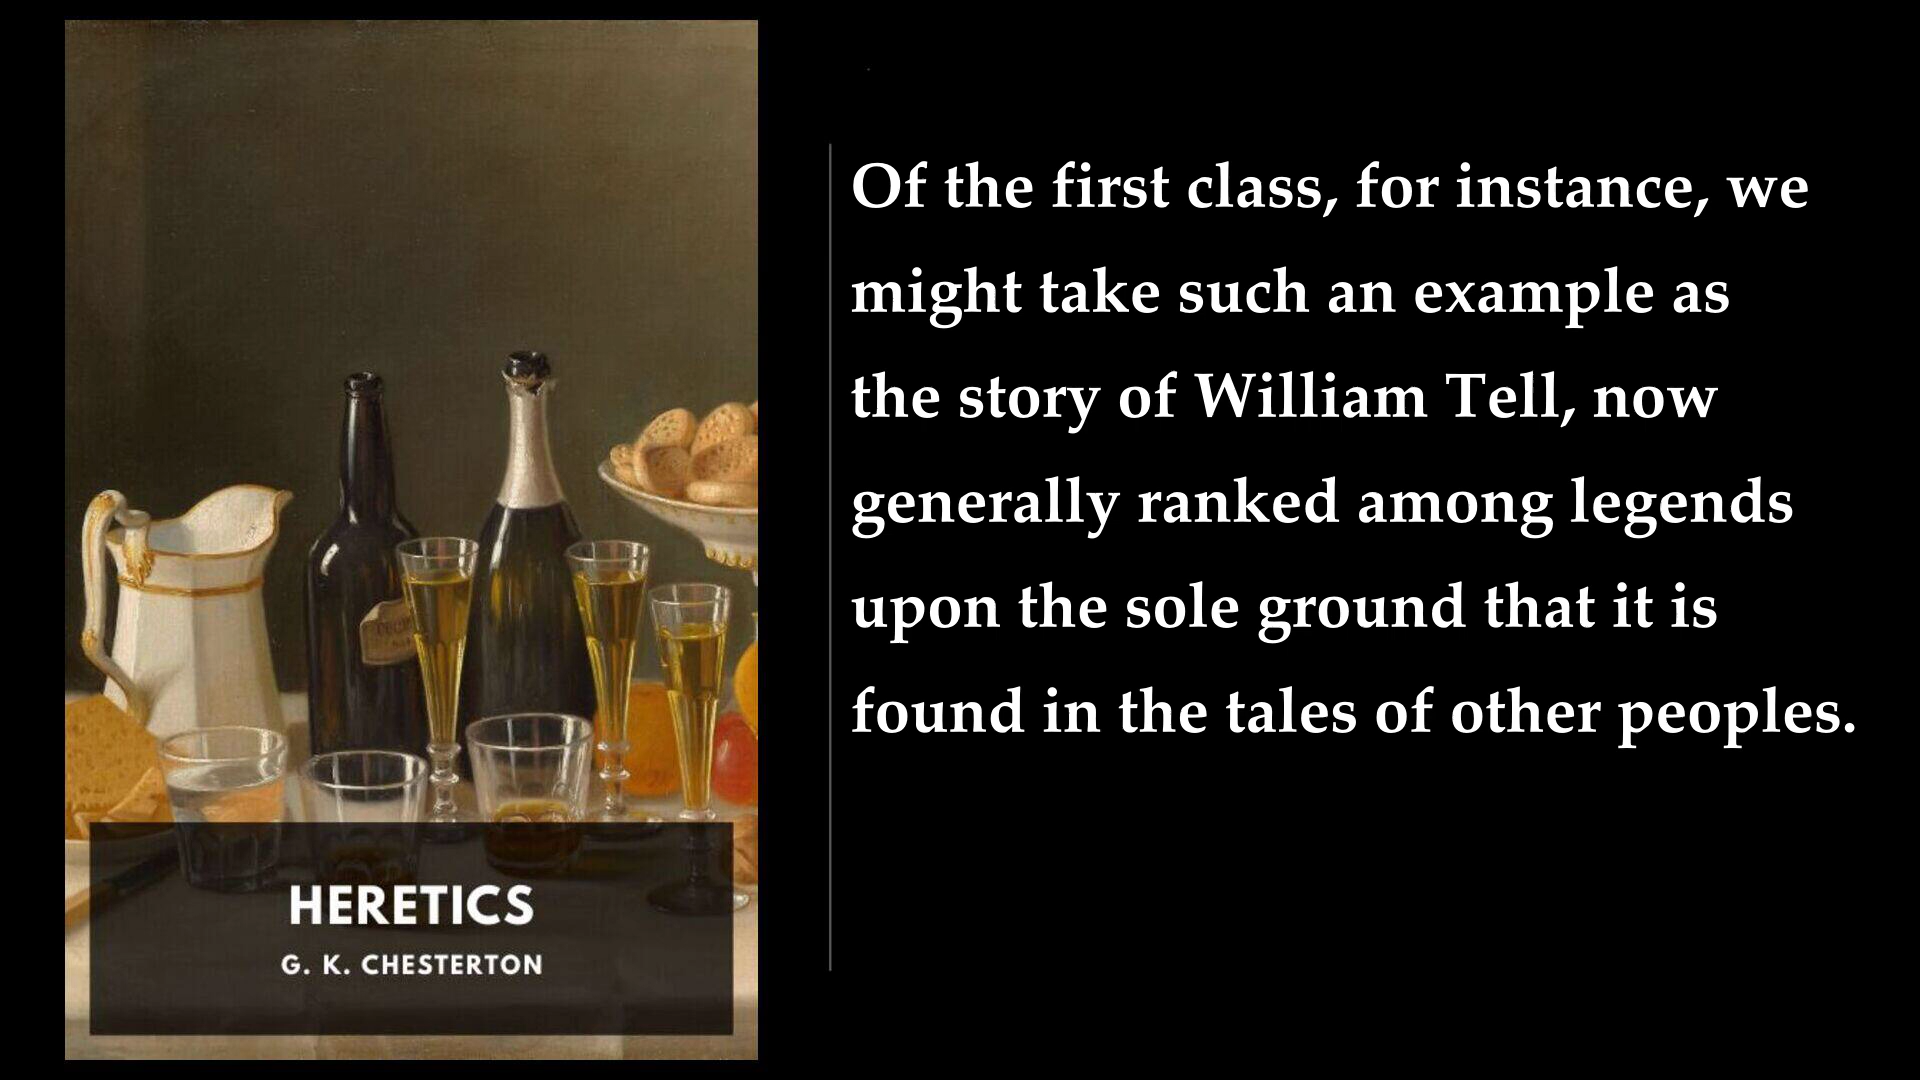 Of the first class, for instance, we
might take such an example as
the story of William Tell, now
generally ranked among legends
upon the sole ground that it is
found in the tales of other peoples.
HERETICS
G. K. CHESTERTON